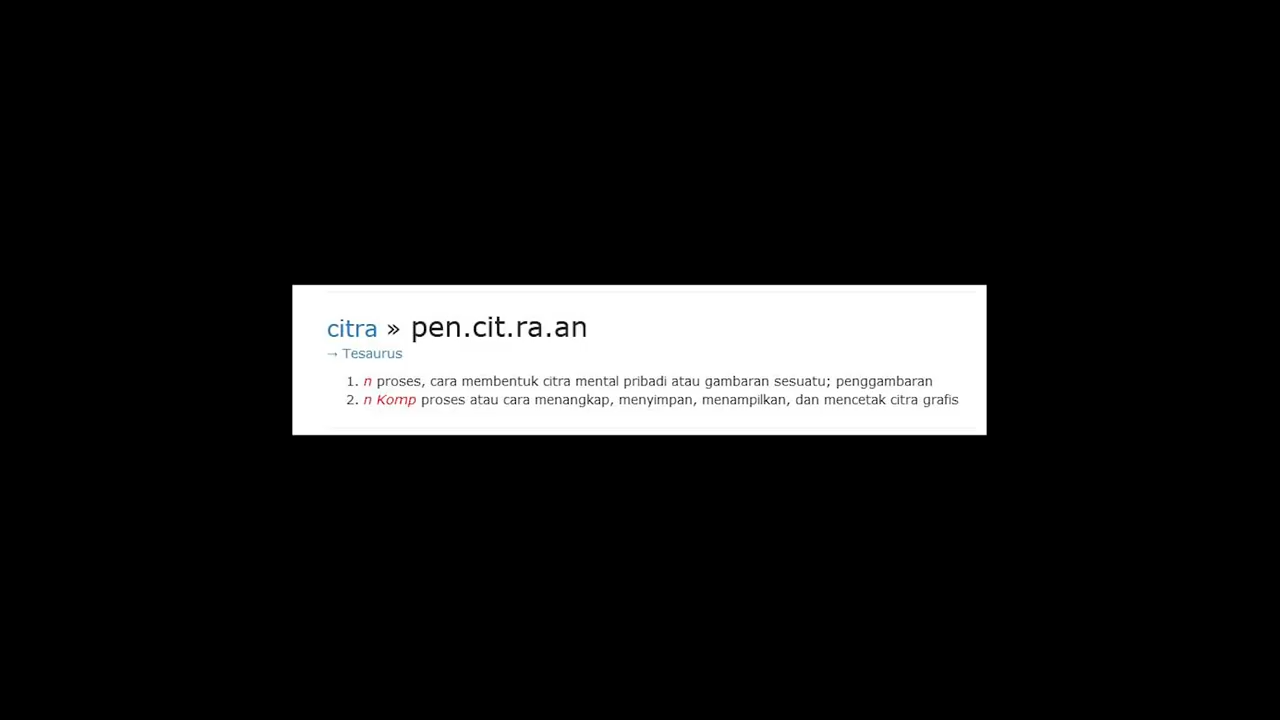 citra » pen.cit.ra.an
→ Tesaurus
1. n proses, cara membentuk citra mental pribadi atau gambaran sesuatu; penggambaran
2. n Komp proses atau cara menangkap, menyimpan, menampilkan, dan mencetak citra grafis